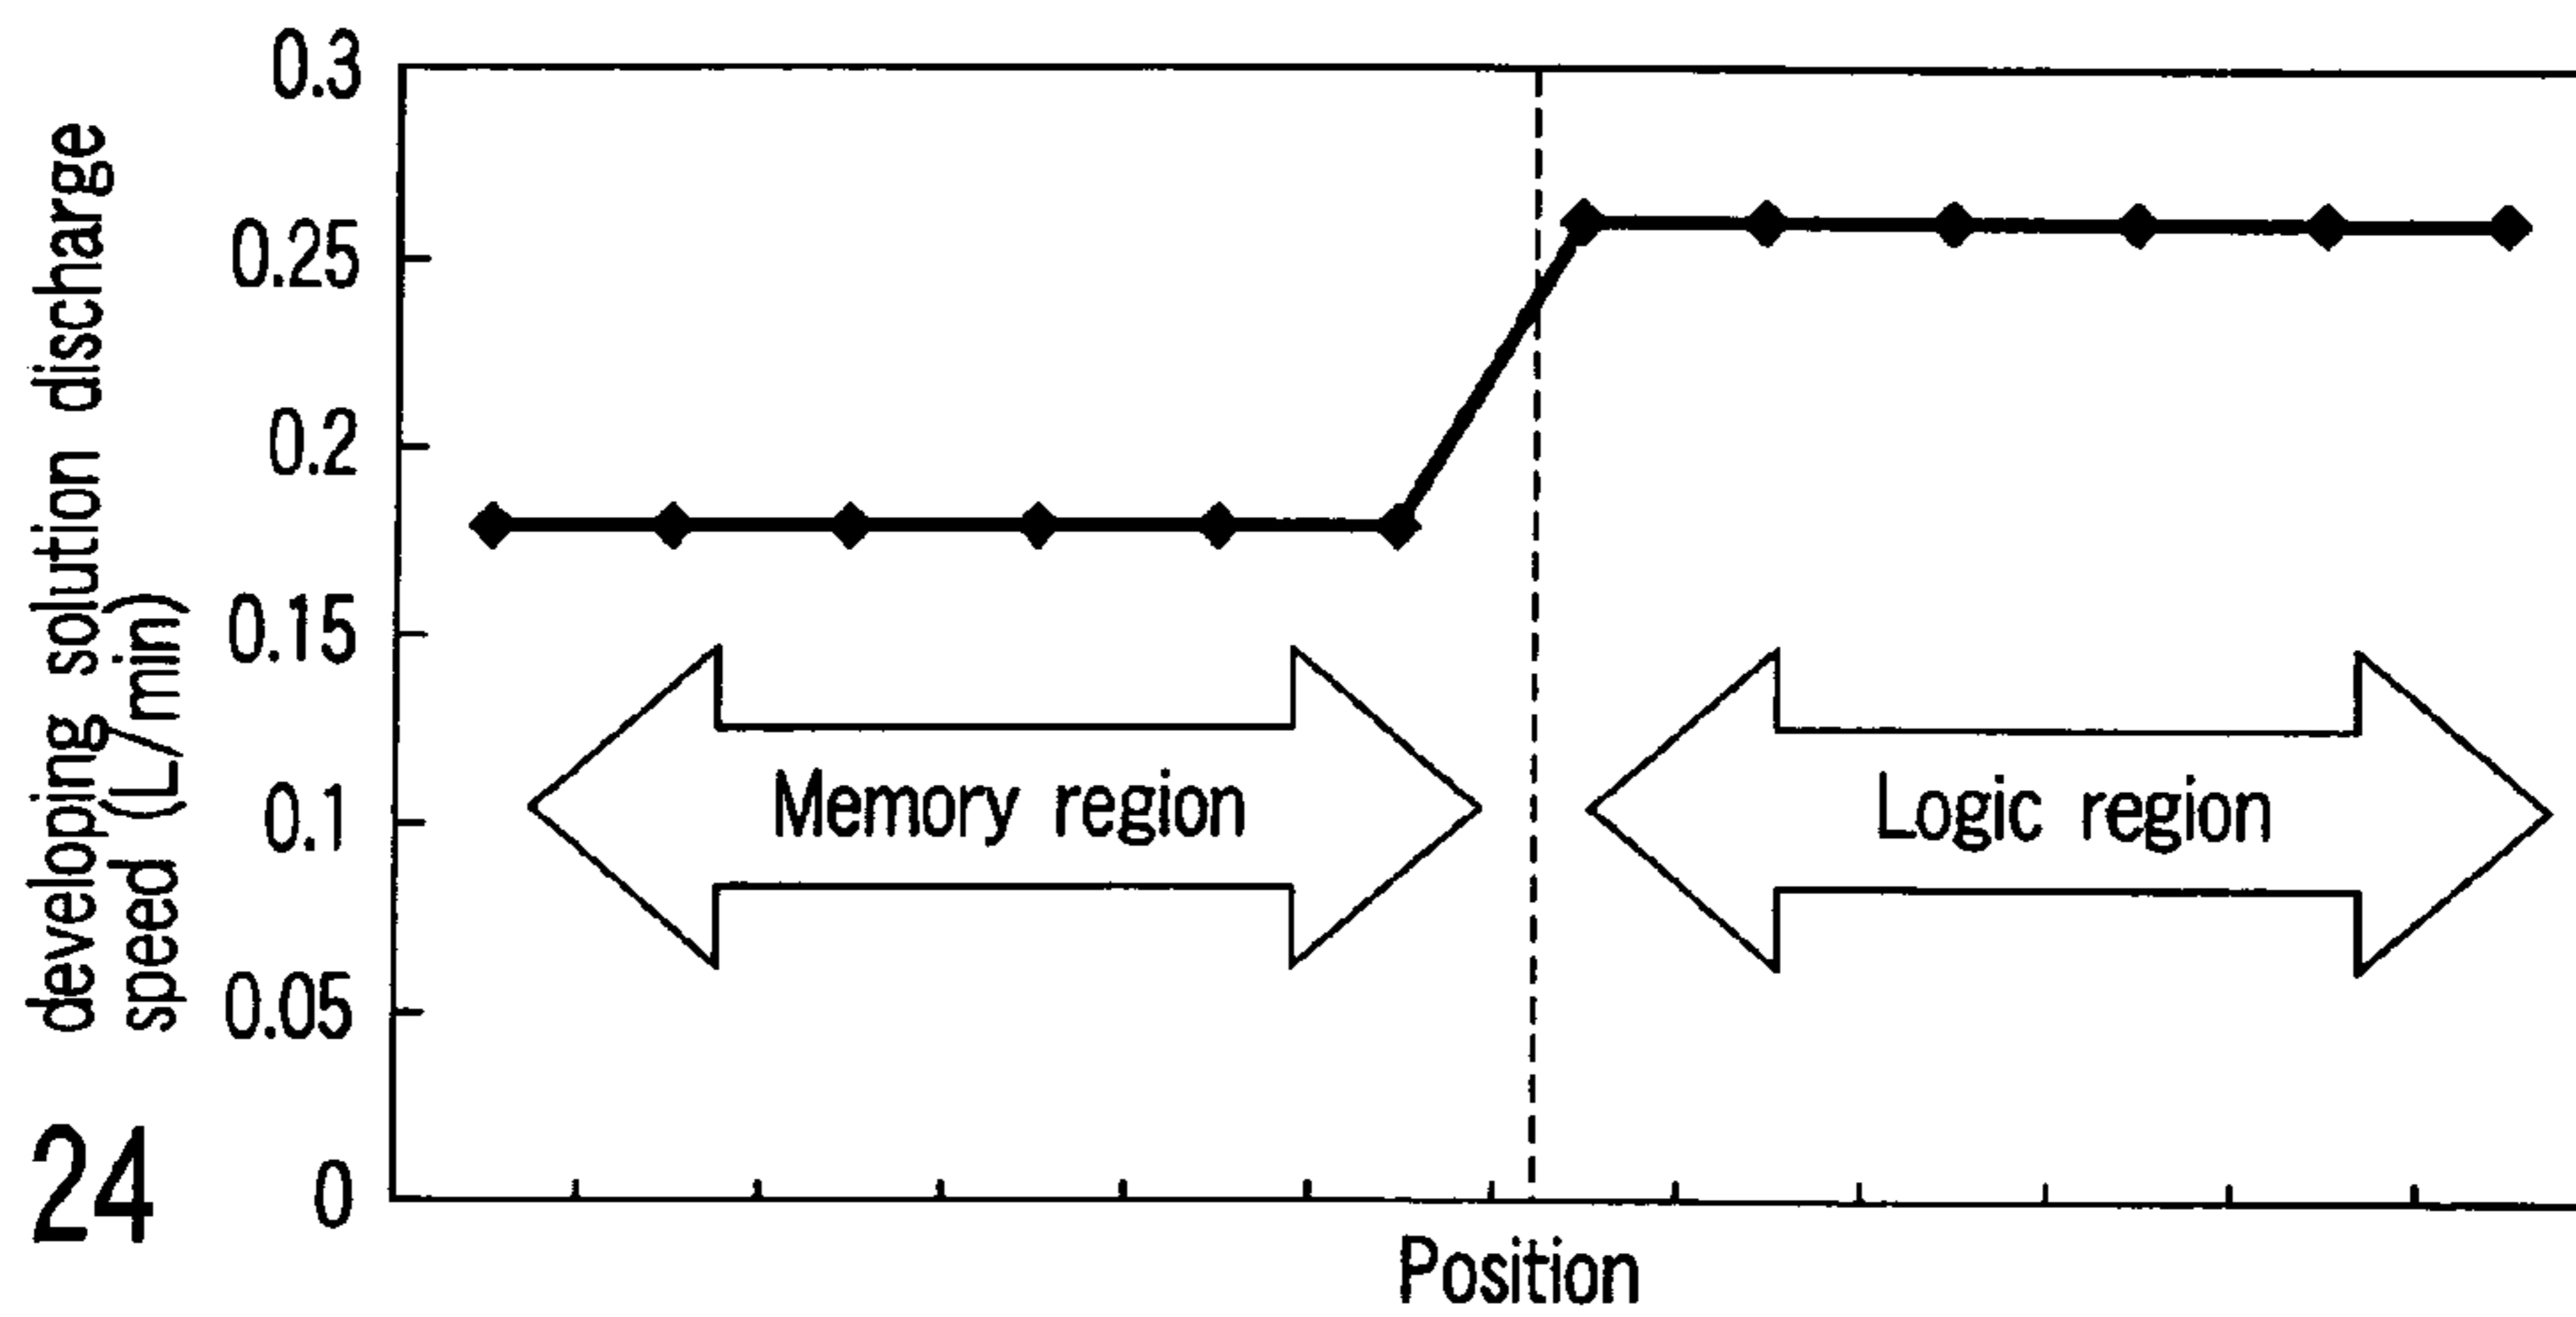 developing solution discharge
speed (L/min)
0.3
0.25
0.2
0.15
0.1
0.05
0
Memory region
Logic region
Position
24